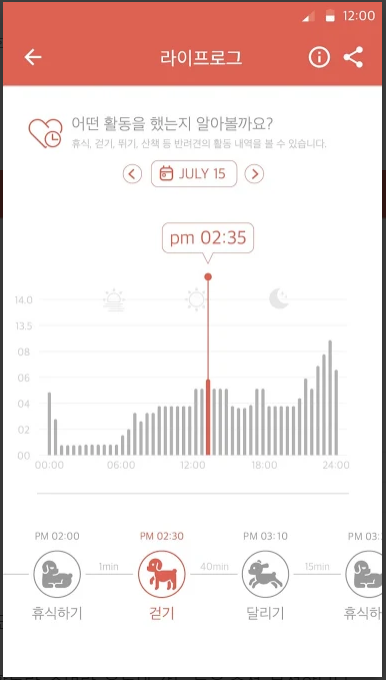 12:00
라이프로그
어떤 활동을 했는지 알아볼까요?
휴식, 걷기, 뛰기, 산책 등 반려견의 활동 내역을 볼 수 있습니다.
JULY 15
pm 02:35
14.0
13.5
08
06
04
02
00
00:00 06:00 12:00 18:00 24:00
PM 02:00 PM 02:30 PM 03:10 PM 03:
1min 40min 15min
휴식하기 걷기 달리기 휴식하